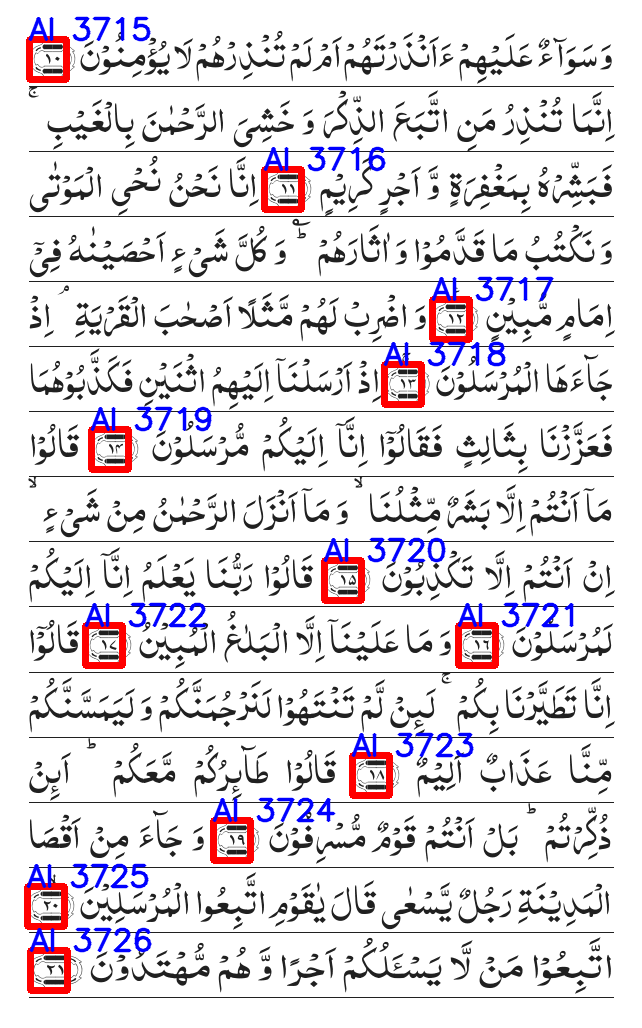 AI 3715
وَسَوَآءٌ عَلَيْهِمْ ءَاَنْذَرْتَهُمْ اَمْ لَمْ تُنْذِرْهُمْ لَا يُؤْمِنُوْنَ ۱۰
اِنَّمَا تُنْذِرُ مَنِ اتَّبَعَ الذِّكْرَ وَ خَشِىَ الرَّحْمٰنَ بِالْغَيْبِ ۚ
AI 3716
فَبَشِّرْهُ بِمَغْفِرَةٍ وَّ اَجْرٍ كَرِيْمٍ ۱۱ اِنَّا نَحْنُ نُحْىِ الْمَوْتٰى
وَ نَكْتُبُ مَا قَدَّمُوْا وَ اٰثَارَهُمْ ؕ وَ كُلَّ شَىْءٍ اَحْصَيْنٰهُ فِىْۤ
AI 3717
اِمَامٍ مُّبِيْنٍ ۱۲ وَ اضْرِبْ لَهُمْ مَّثَلًا اَصْحٰبَ الْقَرْيَةِ ۘ اِذْ
AI 3718
جَآءَهَا الْمُرْسَلُوْنَ ۱۳ اِذْ اَرْسَلْنَاۤ اِلَيْهِمُ اثْنَيْنِ فَكَذَّبُوْهُمَا
AI 3719
فَعَزَّزْنَا بِثَالِثٍ فَقَالُوْۤا اِنَّاۤ اِلَيْكُمْ مُّرْسَلُوْنَ ۱۴ قَالُوْا
مَاۤ اَنْتُمْ اِلَّا بَشَرٌ مِّثْلُنَا ۙ وَ مَاۤ اَنْزَلَ الرَّحْمٰنُ مِنْ شَىْءٍ ۙ
AI 3720
اِنْ اَنْتُمْ اِلَّا تَكْذِبُوْنَ ۱۵ قَالُوْا رَبُّنَا يَعْلَمُ اِنَّاۤ اِلَيْكُمْ
AI 3722 AI 3721
لَمُرْسَلُوْنَ ۱۶ وَ مَا عَلَيْنَاۤ اِلَّا الْبَلٰغُ الْمُبِيْنُ ۱۷ قَالُوْۤا
اِنَّا تَطَيَّرْنَا بِكُمْ ۚ لَىِٕنْ لَّمْ تَنْتَهُوْا لَنَرْجُمَنَّكُمْ وَ لَيَمَسَّنَّكُمْ
AI 3723
مِّنَّا عَذَابٌ اَلِيْمٌ ۱۸ قَالُوْا طَآىِٕرُكُمْ مَّعَكُمْ ؕ اَىِٕنْ
AI 3724
ذُكِّرْتُمْ ؕ بَلْ اَنْتُمْ قَوْمٌ مُّسْرِفُوْنَ ۱۹ وَ جَآءَ مِنْ اَقْصَا
AI 3725
الْمَدِيْنَةِ رَجُلٌ يَّسْعٰى قَالَ يٰقَوْمِ اتَّبِعُوا الْمُرْسَلِيْنَ ۲۰
AI 3726
اتَّبِعُوْا مَنْ لَّا يَسْـَٔلُكُمْ اَجْرًا وَّ هُمْ مُّهْتَدُوْنَ ۲۱